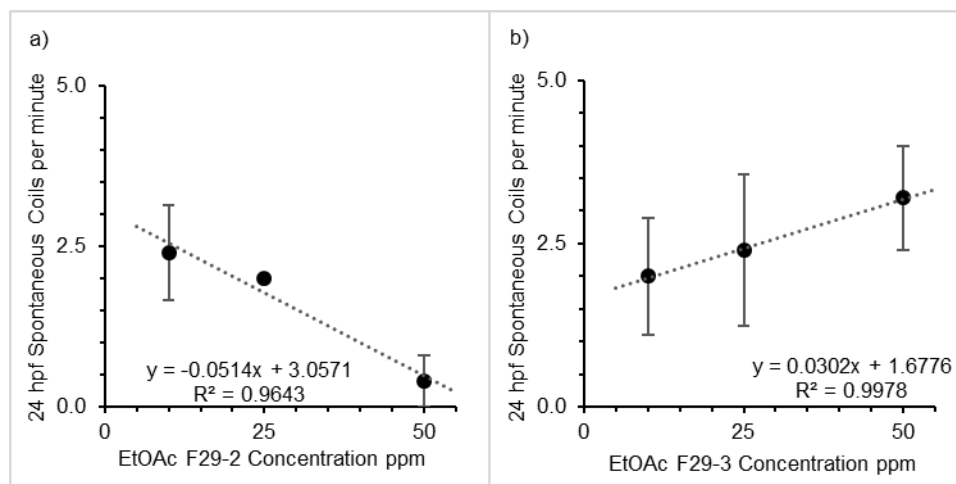 a)
24 hpf Spontaneous Coils per minute
5.0
2.5
0.0
y = -0.0514x + 3.0571
R² = 0.9643
0
25
50
EtOAc F29-2 Concentration ppm
b)
24 hpf Spontaneous Coils per minute
5.0
2.5
0.0
y = 0.0302x + 1.6776
R² = 0.9978
0
25
50
EtOAc F29-3 Concentration ppm